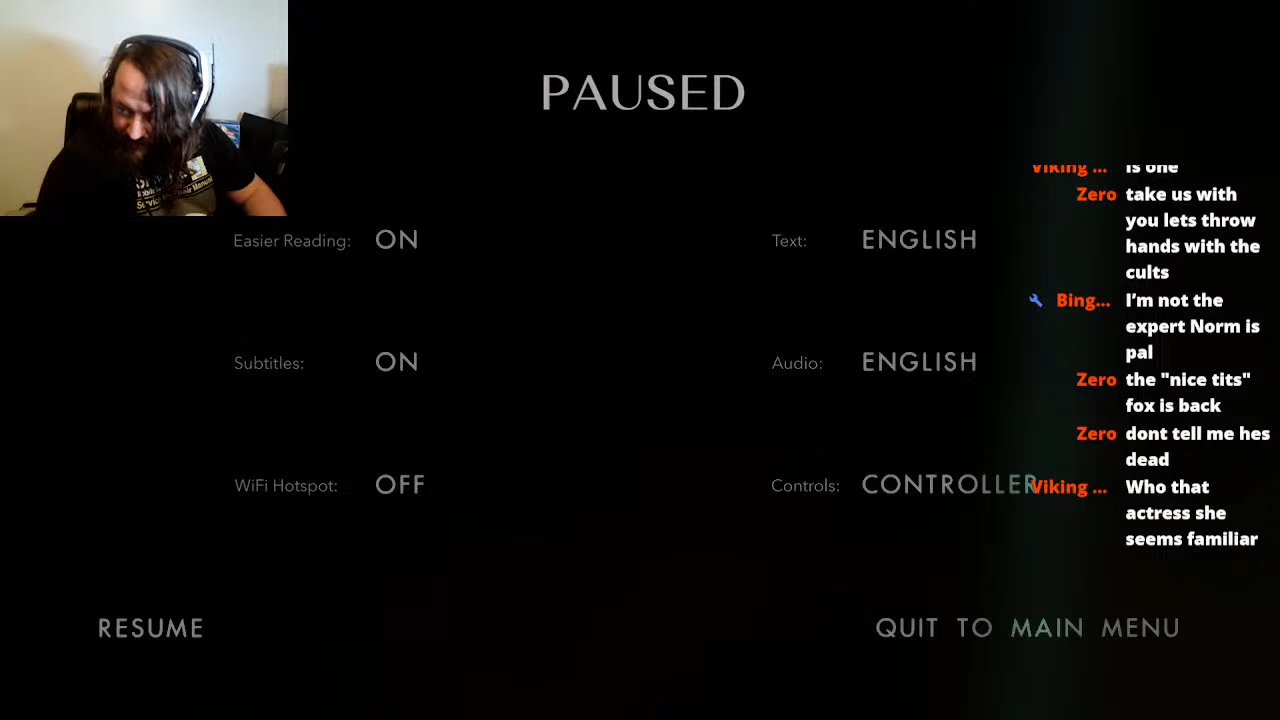 PAUSED
Easier Reading: ON
Text: ENGLISH
Subtitles: ON
Audio: ENGLISH
WiFi Hotspot: OFF
Controls: CONTROLLER
RESUME
QUIT TO MAIN MENU
Viking ... is one
Zero take us with
you lets throw
hands with the
cults
Bing... I'm not the
expert Norm is
pal
Zero the "nice tits"
fox is back
Zero dont tell me hes
dead
Viking ... Who that
actress she
seems familiar